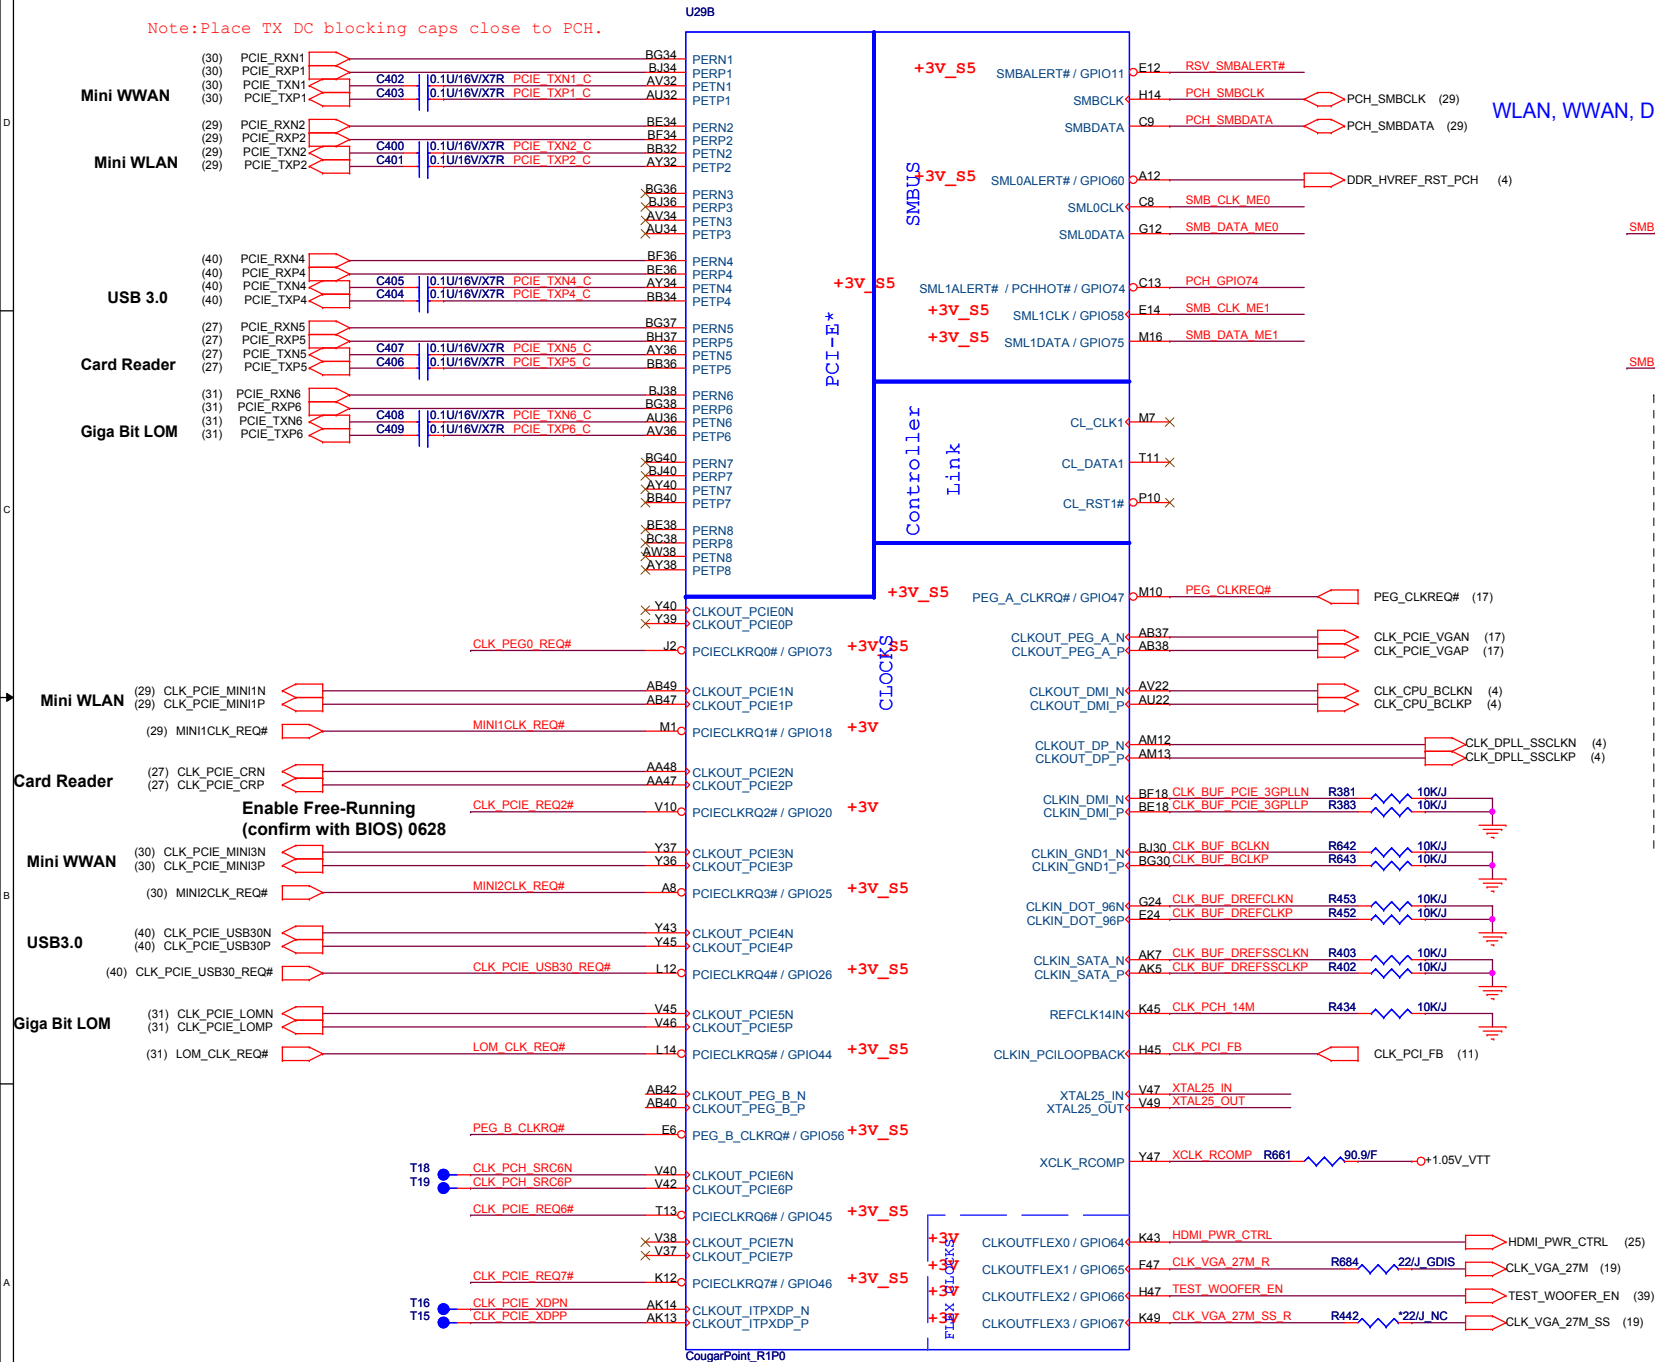 U29B
Note:Place TX DC blocking caps close to PCH.
Mini WWAN
(30) PCIE_RXN1 BG34 PERN1
(30) PCIE_RXP1 BJ34 PERP1
(30) PCIE_TXN1 C402 0.1U/16V/X7R PCIE_TXN1_C AV32 PETN1
(30) PCIE_TXP1 C403 0.1U/16V/X7R PCIE_TXP1_C AU32 PETP1
Mini WLAN
(29) PCIE_RXN2 BE34 PERN2
(29) PCIE_RXP2 BF34 PERP2
(29) PCIE_TXN2 C400 0.1U/16V/X7R PCIE_TXN2_C BB32 PETN2
(29) PCIE_TXP2 C401 0.1U/16V/X7R PCIE_TXP2_C AY32 PETP2
BG36 PERN3
BJ36 PERP3
AV34 PETN3
AU34 PETP3
USB 3.0
(40) PCIE_RXN4 BF36 PERN4
(40) PCIE_RXP4 BE36 PERP4
(40) PCIE_TXN4 C405 0.1U/16V/X7R PCIE_TXN4_C AY34 PETN4
(40) PCIE_TXP4 C404 0.1U/16V/X7R PCIE_TXP4_C BB34 PETP4
Card Reader
(27) PCIE_RXN5 BG37 PERN5
(27) PCIE_RXP5 BH37 PERP5
(27) PCIE_TXN5 C407 0.1U/16V/X7R PCIE_TXN5_C AY36 PETN5
(27) PCIE_TXP5 C406 0.1U/16V/X7R PCIE_TXP5_C BB36 PETP5
Giga Bit LOM
(31) PCIE_RXN6 BJ38 PERN6
(31) PCIE_RXP6 BG38 PERP6
(31) PCIE_TXN6 C408 0.1U/16V/X7R PCIE_TXN6_C AU36 PETN6
(31) PCIE_TXP6 C409 0.1U/16V/X7R PCIE_TXP6_C AV36 PETP6
BG40 PERN7
BJ40 PERP7
AY40 PETN7
BB40 PETP7
BE38 PERN8
BC38 PERP8
AW38 PETN8
AY38 PETP8
PCI-E*
Y40 CLKOUT_PCIE0N
Y39 CLKOUT_PCIE0P
CLK_PEG0_REQ# J2 PCIECLKRQ0# / GPIO73 +3V_S5
Mini WLAN
(29) CLK_PCIE_MINI1N AB49 CLKOUT_PCIE1N
(29) CLK_PCIE_MINI1P AB47 CLKOUT_PCIE1P
(29) MINI1CLK_REQ# MINI1CLK_REQ# M1 PCIECLKRQ1# / GPIO18 +3V
Card Reader
(27) CLK_PCIE_CRN AA48 CLKOUT_PCIE2N
(27) CLK_PCIE_CRP AA47 CLKOUT_PCIE2P
Enable Free-Running
(confirm with BIOS) 0628
CLK_PCIE_REQ2# V10 PCIECLKRQ2# / GPIO20 +3V
Mini WWAN
(30) CLK_PCIE_MINI3N Y37 CLKOUT_PCIE3N
(30) CLK_PCIE_MINI3P Y36 CLKOUT_PCIE3P
(30) MINI2CLK_REQ# MINI2CLK_REQ# A8 PCIECLKRQ3# / GPIO25 +3V_S5
USB3.0
(40) CLK_PCIE_USB30N Y43 CLKOUT_PCIE4N
(40) CLK_PCIE_USB30P Y45 CLKOUT_PCIE4P
(40) CLK_PCIE_USB30_REQ# CLK_PCIE_USB30_REQ# L12 PCIECLKRQ4# / GPIO26 +3V_S5
Giga Bit LOM
(31) CLK_PCIE_LOMN V45 CLKOUT_PCIE5N
(31) CLK_PCIE_LOMP V46 CLKOUT_PCIE5P
(31) LOM_CLK_REQ# LOM_CLK_REQ# L14 PCIECLKRQ5# / GPIO44 +3V_S5
AB42 CLKOUT_PEG_B_N
AB40 CLKOUT_PEG_B_P
PEG_B_CLKRQ# E6 PEG_B_CLKRQ# / GPIO56 +3V_S5
T18 CLK_PCH_SRC6N V40 CLKOUT_PCIE6N
T19 CLK_PCH_SRC6P V42 CLKOUT_PCIE6P
CLK_PCIE_REQ6# T13 PCIECLKRQ6# / GPIO45 +3V_S5
V38 CLKOUT_PCIE7N
V37 CLKOUT_PCIE7P
CLK_PCIE_REQ7# K12 PCIECLKRQ7# / GPIO46 +3V_S5
T16 CLK_PCIE_XDPN AK14 CLKOUT_ITPXDP_N
T15 CLK_PCIE_XDPP AK13 CLKOUT_ITPXDP_P
CougarPoint_R1P0
SMBUS
+3V_S5 SMBALERT# / GPIO11 E12 RSV_SMBALERT#
SMBCLK H14 PCH_SMBCLK PCH_SMBCLK (29)
SMBDATA C9 PCH_SMBDATA PCH_SMBDATA (29)
WLAN, WWAN, D
+3V_S5 SML0ALERT# / GPIO60 A12 DDR_HVREF_RST_PCH (4)
SML0CLK C8 SMB_CLK_ME0
SML0DATA G12 SMB_DATA_ME0
SMB
+3V_S5 SML1ALERT# / PCHHOT# / GPIO74 C13 PCH_GPIO74
+3V_S5 SML1CLK / GPIO58 E14 SMB_CLK_ME1
+3V_S5 SML1DATA / GPIO75 M16 SMB_DATA_ME1
SMB
Controller
Link
CL_CLK1 M7
CL_DATA1 T11
CL_RST1# P10
CLOCKS
+3V_S5 PEG_A_CLKRQ# / GPIO47 M10 PEG_CLKREQ# PEG_CLKREQ# (17)
CLKOUT_PEG_A_N AB37 CLK_PCIE_VGAN (17)
CLKOUT_PEG_A_P AB38 CLK_PCIE_VGAP (17)
CLKOUT_DMI_N AV22 CLK_CPU_BCLKN (4)
CLKOUT_DMI_P AU22 CLK_CPU_BCLKP (4)
CLKOUT_DP_N AM12 CLK_DPLL_SSCLKN (4)
CLKOUT_DP_P AM13 CLK_DPLL_SSCLKP (4)
CLKIN_DMI_N BF18 CLK_BUF_PCIE_3GPLLN R381 10K/J
CLKIN_DMI_P BE18 CLK_BUF_PCIE_3GPLLP R383 10K/J
CLKIN_GND1_N BJ30 CLK_BUF_BCLKN R642 10K/J
CLKIN_GND1_P BG30 CLK_BUF_BCLKP R643 10K/J
CLKIN_DOT_96N G24 CLK_BUF_DREFCLKN R453 10K/J
CLKIN_DOT_96P E24 CLK_BUF_DREFCLKP R452 10K/J
CLKIN_SATA_N AK7 CLK_BUF_DREFSSCLKN R403 10K/J
CLKIN_SATA_P AK5 CLK_BUF_DREFSSCLKP R402 10K/J
REFCLK14IN K45 CLK_PCH_14M R434 10K/J
CLKIN_PCILOOPBACK H45 CLK_PCI_FB CLK_PCI_FB (11)
XTAL25_IN V47 XTAL25_IN
XTAL25_OUT V49 XTAL25_OUT
XCLK_RCOMP Y47 XCLK_RCOMP R661 90.9/F +1.05V_VTT
FLEX CLOCKS
+3V CLKOUTFLEX0 / GPIO64 K43 HDMI_PWR_CTRL HDMI_PWR_CTRL (25)
+3V CLKOUTFLEX1 / GPIO65 F47 CLK_VGA_27M_R R684 22/J_GDIS CLK_VGA_27M (19)
+3V CLKOUTFLEX2 / GPIO66 H47 TEST_WOOFER_EN TEST_WOOFER_EN (39)
+3V CLKOUTFLEX3 / GPIO67 K49 CLK_VGA_27M_SS_R R442 *22/J_NC CLK_VGA_27M_SS (19)
D
C
B
A